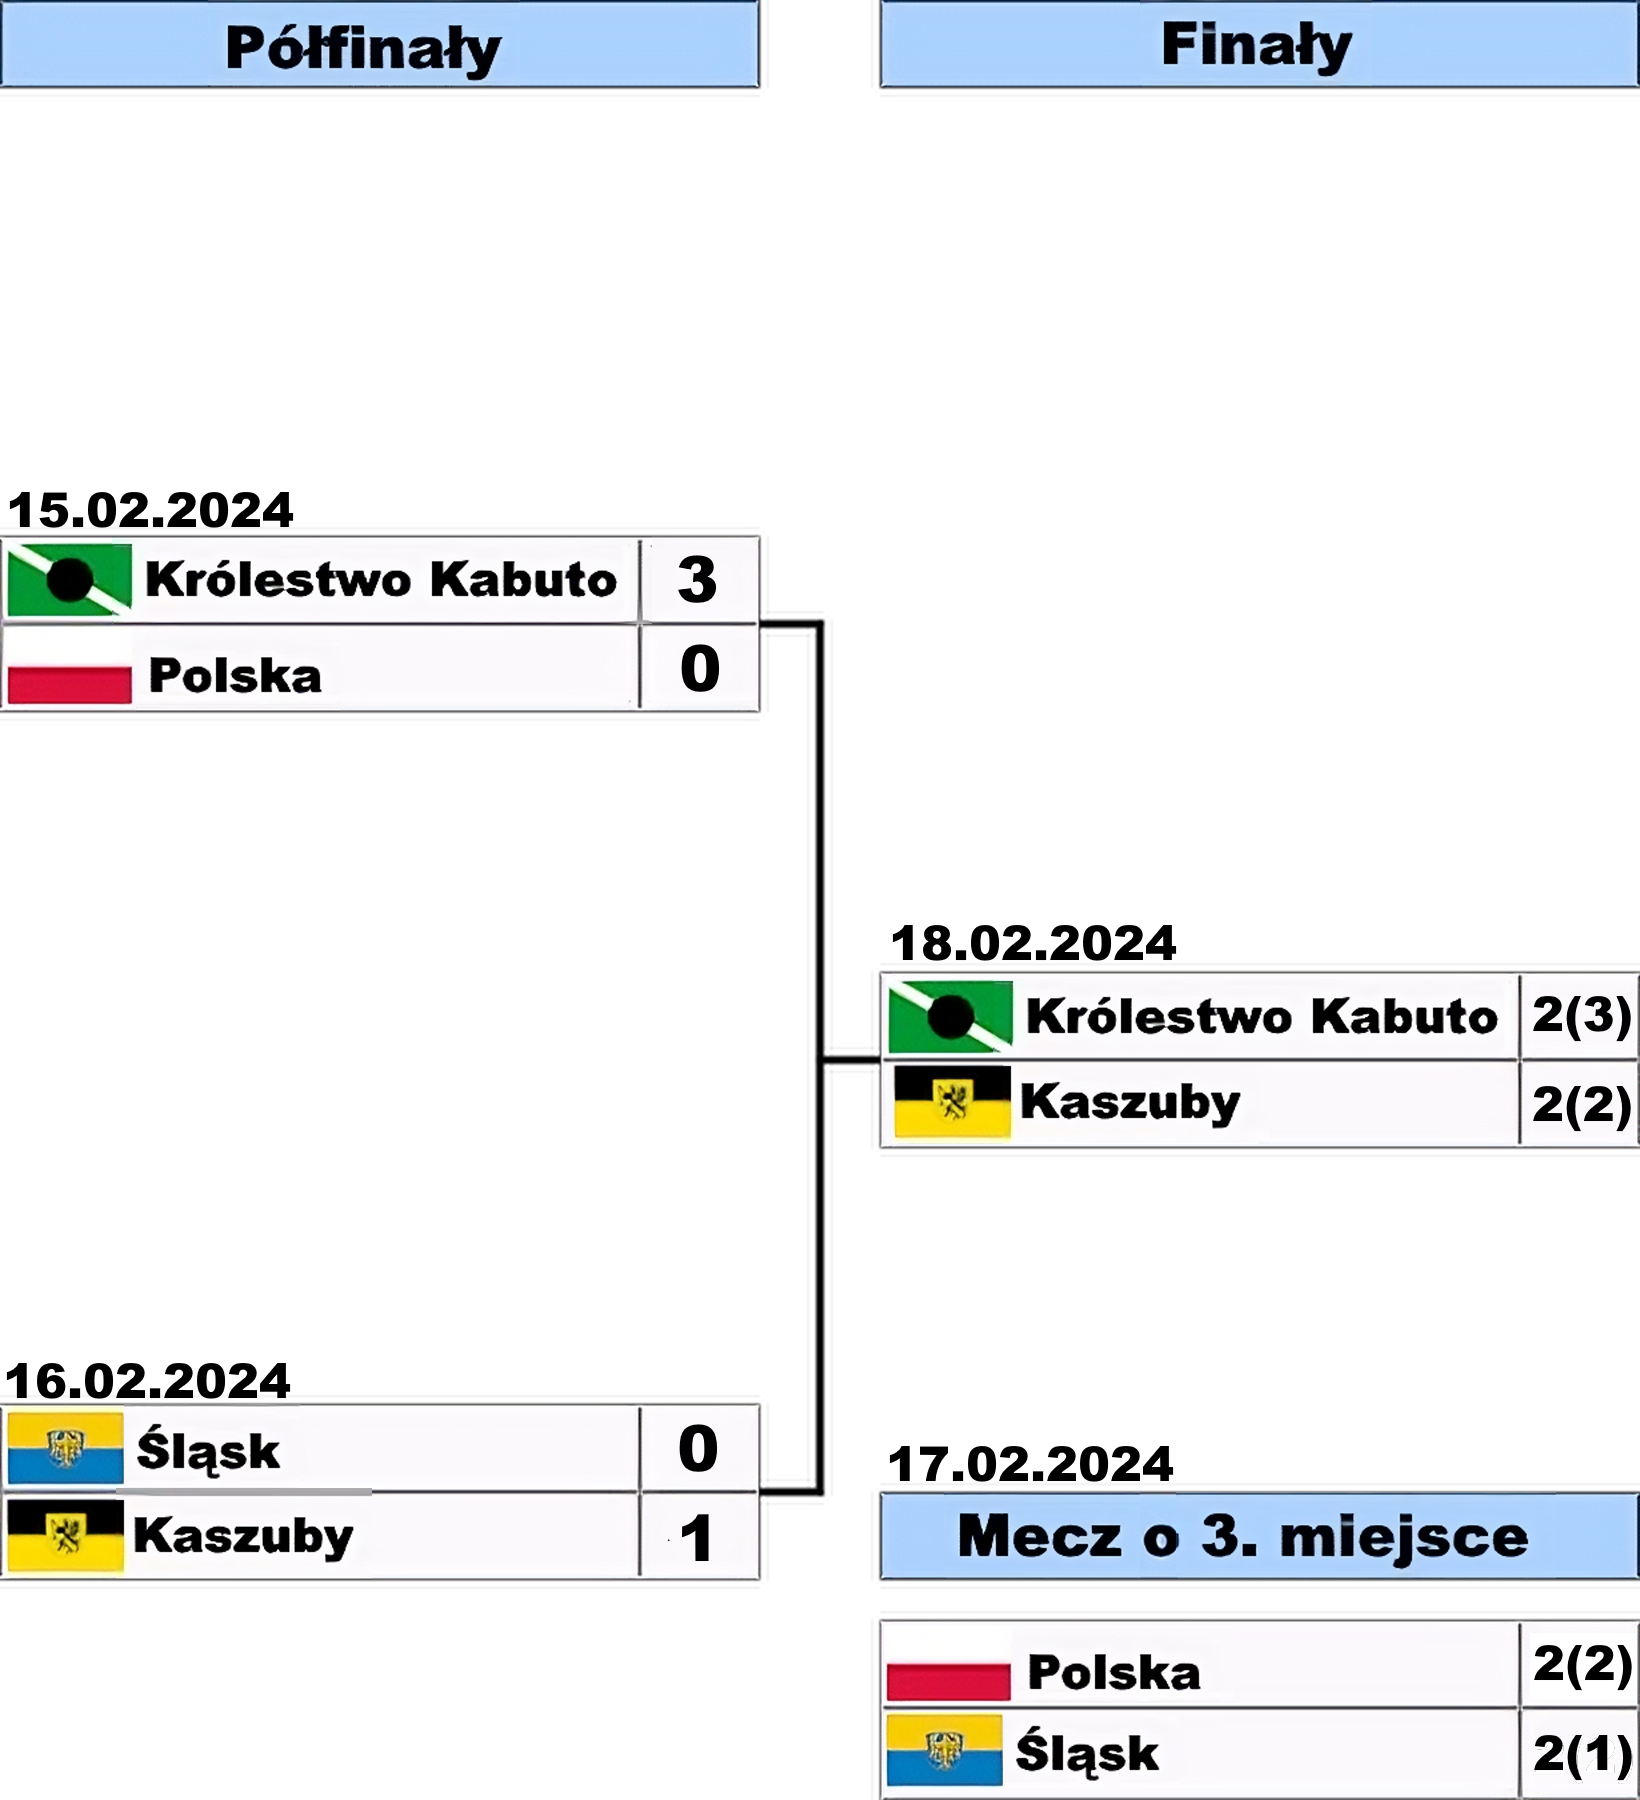 Półfinały
Finały
15.02.2024
Królestwo Kabuto 3
Polska 0
18.02.2024
Królestwo Kabuto 2(3)
Kaszuby 2(2)
16.02.2024
Śląsk 0
Kaszuby 1
17.02.2024
Mecz o 3. miejsce
Polska 2(2)
Śląsk 2(1)